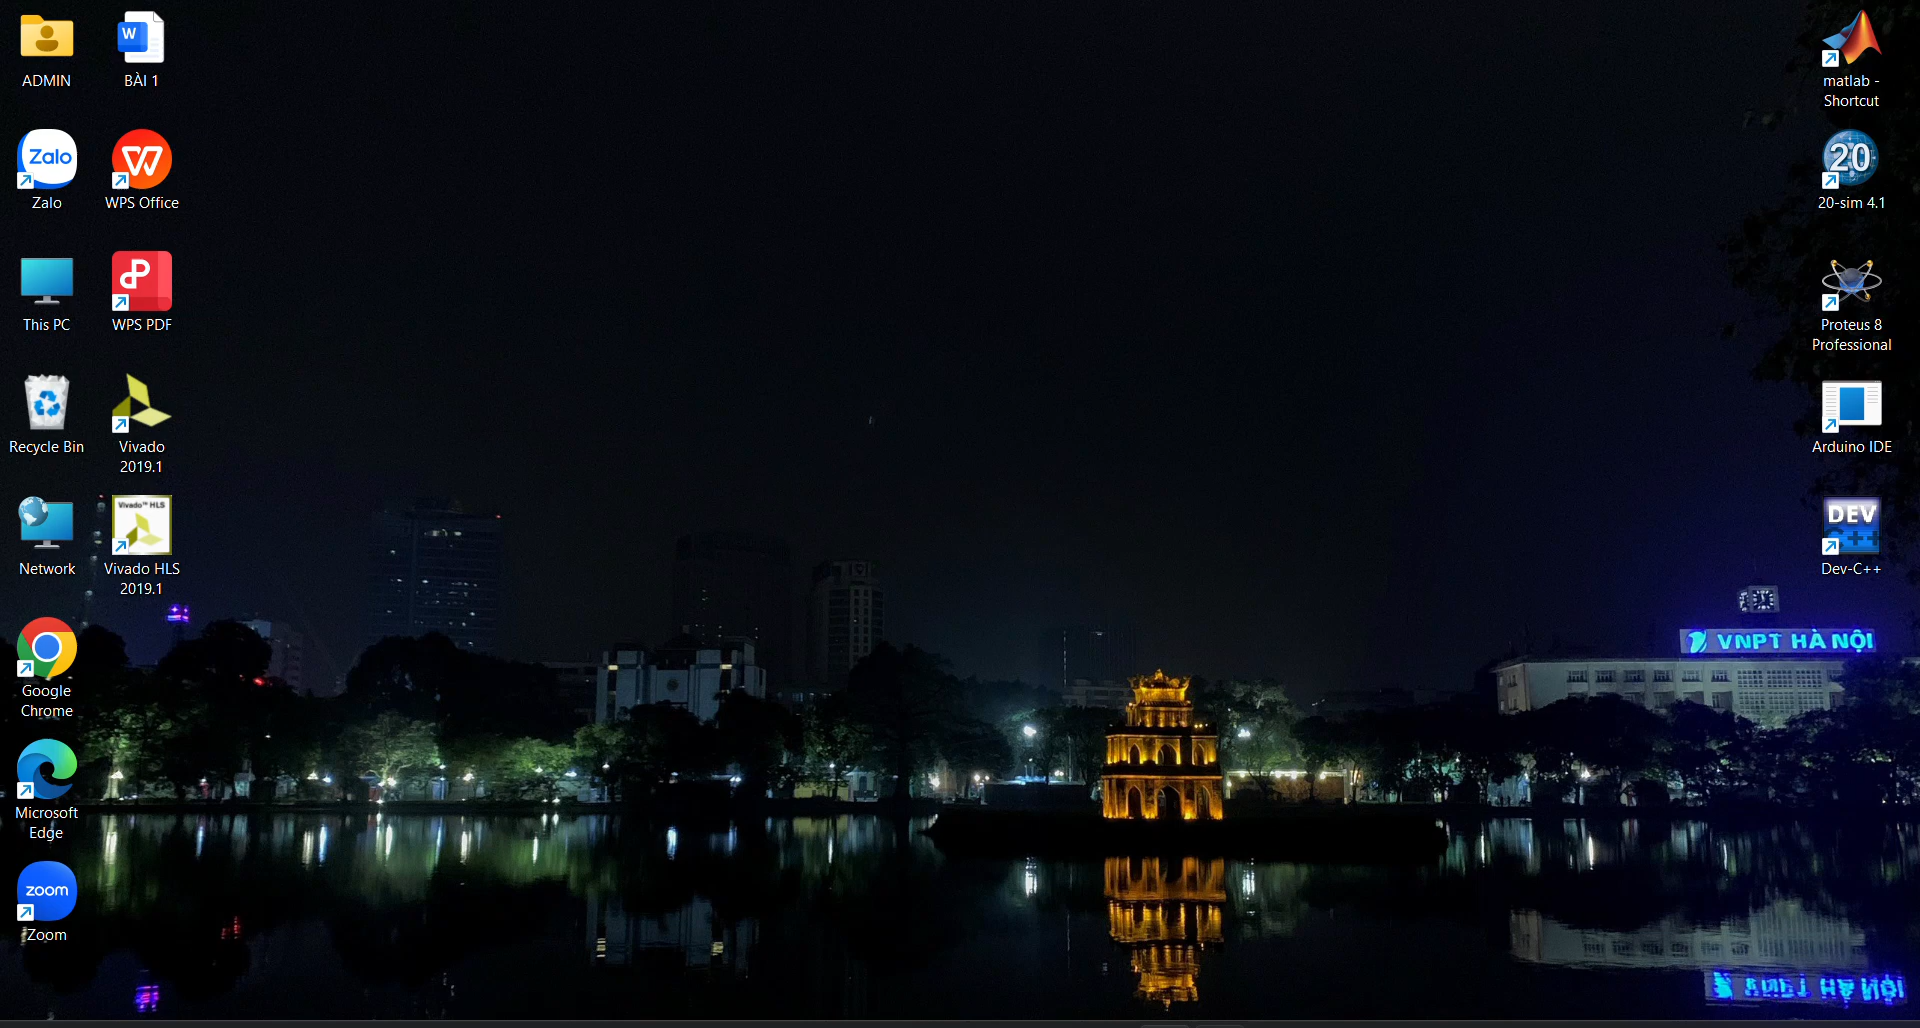 ADMIN
BÀI 1
W
Zalo
Zalo
WPS Office
This PC
WPS PDF
Recycle Bin
Vivado
2019.1
Network
Vivado™ HLS
Vivado HLS
2019.1
Google
Chrome
Microsoft
Edge
zoom
Zoom
matlab -
Shortcut
20
20-sim 4.1
Proteus 8
Professional
Arduino IDE
DEV
C++
Dev-C++
VNPT HÀ NỘI